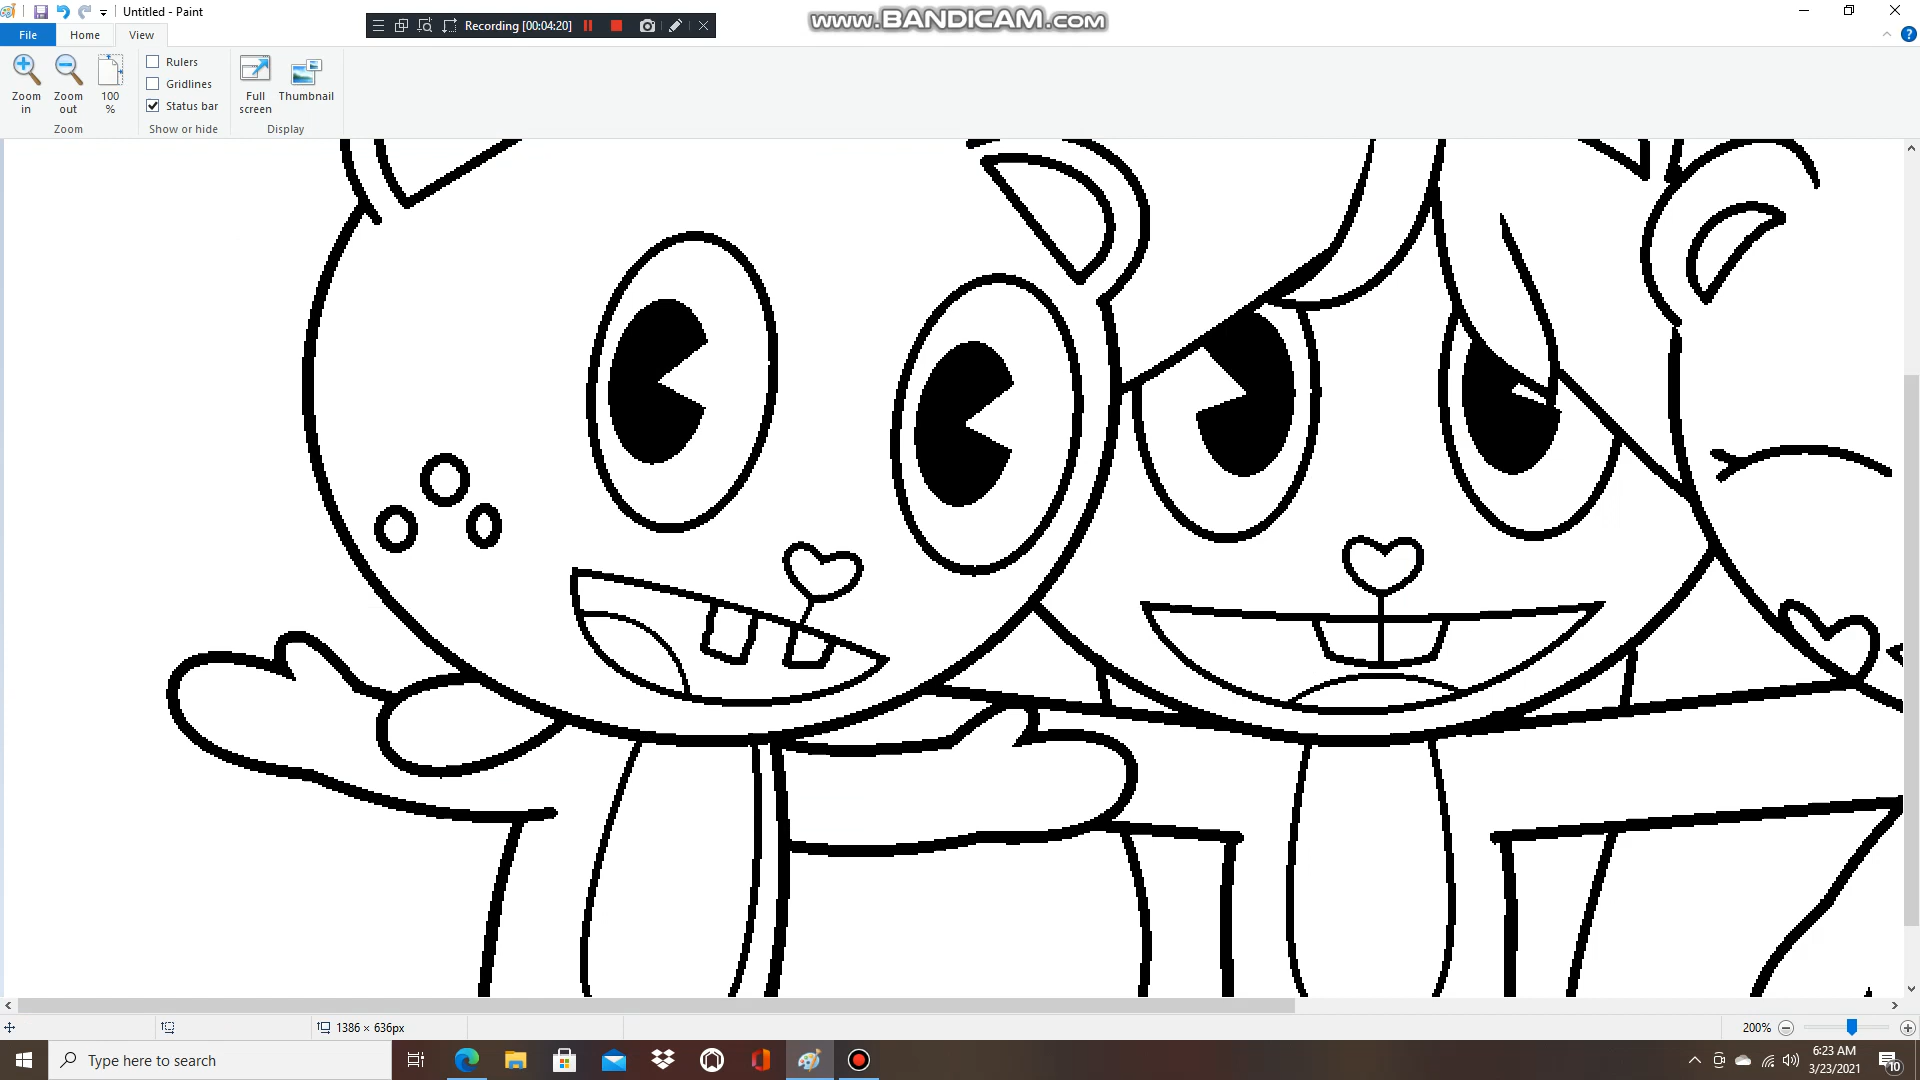 Untitled - Paint
Recording [00:04:20]
www.BANDICAM.com
File
Home
View
Zoom in
Zoom out
100 %
Rulers
Gridlines
Status bar
Full screen
Thumbnail
Zoom
Show or hide
Display
1386 × 636px
200%
Type here to search
6:23 AM
3/23/2021
10